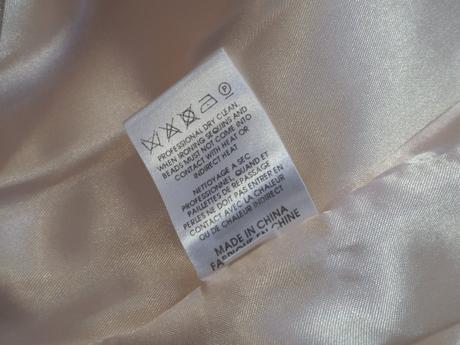 P
PROFESSIONAL DRY CLEAN
WHEN IRONING SEQUINS AND
BEADS MUST NOT COME INTO
CONTACT WITH HEAT OR
INDIRECT HEAT
NETTOYAGE A SEC
PROFESSIONNEL, QUAND ET
PAILLETTES DE REPASSAGE
PERLES NE DOIT PAS ENTRER EN
CONTACT AVEC LA CHALEUR
OU DE CHALEUR INDIRECT
MADE IN CHINA
FABRIQUE EN CHINE